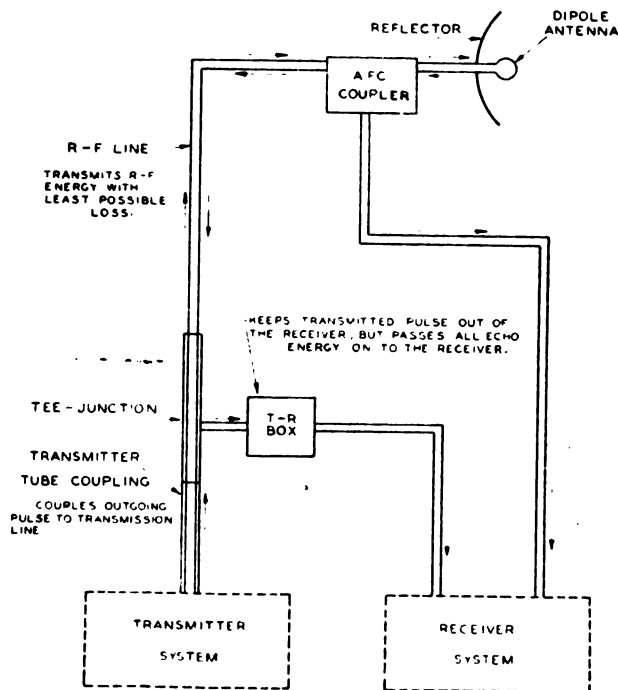 REFLECTOR
DIPOLE
ANTENNA
AFC
COUPLER
R-F LINE
TRANSMITS R-F
ENERGY WITH
LEAST POSSIBLE
LOSS.
KEEPS TRANSMITTED PULSE OUT OF
THE RECEIVER, BUT PASSES ALL ECHO
ENERGY ON TO THE RECEIVER.
TEE-JUNCTION
T-R
BOX
TRANSMITTER
TUBE COUPLING
COUPLES OUTGOING
PULSE TO TRANSMISSION
LINE
TRANSMITTER
SYSTEM
RECEIVER
SYSTEM